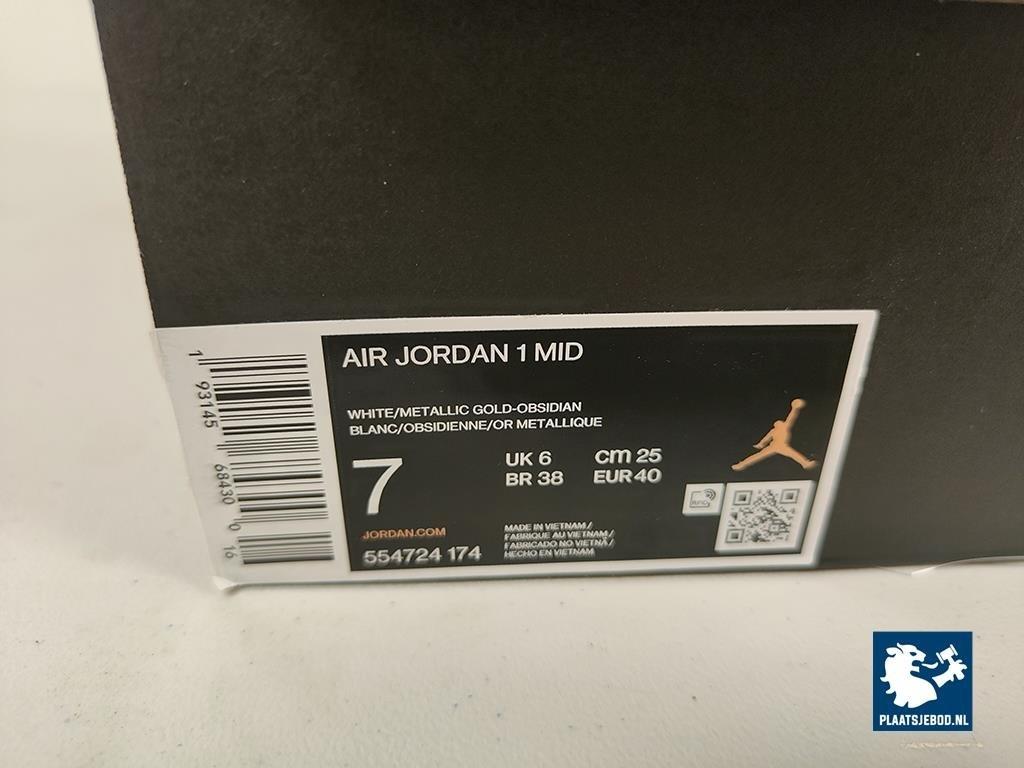 AIR JORDAN 1 MID
WHITE/METALLIC GOLD-OBSIDIAN
BLANC/OBSIDIENNE/OR METALLIQUE
7
UK 6 cm 25
BR 38 EUR 40
JORDAN.COM
554724 174
MADE IN VIETNAM /
FABRIQUE AU VIETNAM /
FABRICADO NO VIETNÃ /
HECHO EN VIETNAM
RFID
1 93145 68430 0 16
PLAATSJEBOD.NL